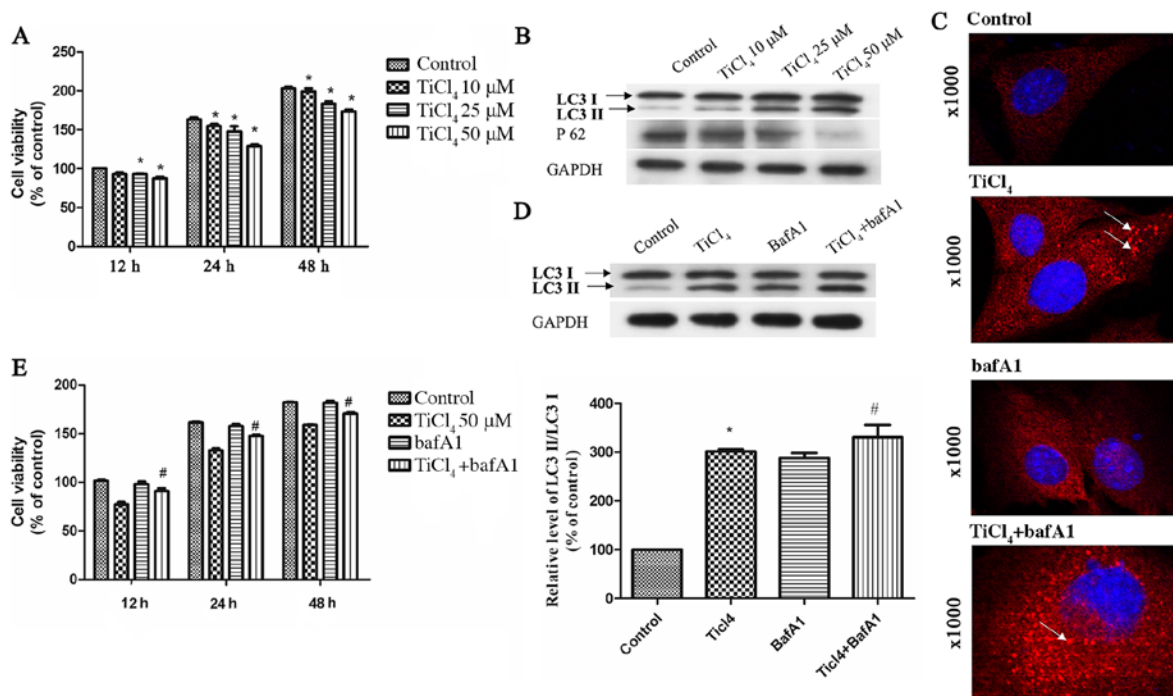 A
250
200
150
100
50
0
Cell viability
(% of control)
12 h
24 h
48 h
* * * * * * * *
Control
TiCl₄ 10 μM
TiCl₄ 25 μM
TiCl₄ 50 μM
B
Control
TiCl₄ 10 μM
TiCl₄ 25 μM
TiCl₄ 50 μM
LC3 I
LC3 II
P 62
GAPDH
C
Control
x1000
TiCl₄
x1000
bafA1
x1000
TiCl₄+bafA1
x1000
D
Control
TiCl₄
BafA1
TiCl₄+bafA1
LC3 I
LC3 II
GAPDH
400
300
200
100
0
Relative level of LC3 II/LC3 I
(% of control)
*
#
Control
Ticl4
BafA1
Ticl4+BafA1
E
200
150
100
50
0
Cell viability
(% of control)
12 h
24 h
48 h
# # #
Control
TiCl₄ 50 μM
bafA1
TiCl₄ +bafA1